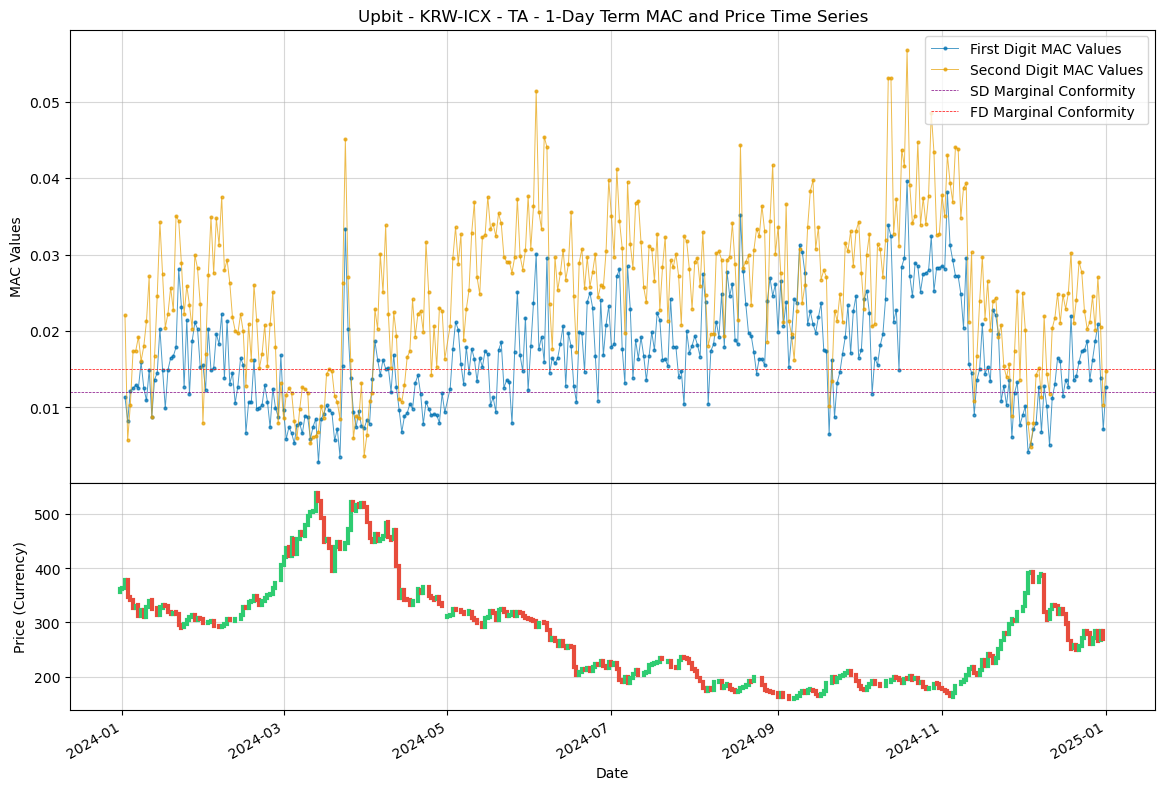 Upbit - KRW-ICX - TA - 1-Day Term MAC and Price Time Series
First Digit MAC Values
Second Digit MAC Values
SD Marginal Conformity
FD Marginal Conformity
MAC Values
0.05
0.04
0.03
0.02
0.01
Price (Currency)
500
400
300
200
2024-01
2024-03
2024-05
2024-07
2024-09
2024-11
2025-01
Date